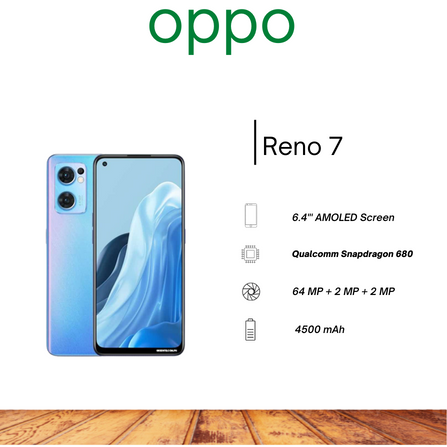 oppo
Reno 7
6.4'" AMOLED Screen
Qualcomm Snapdragon 680
64 MP + 2 MP + 2 MP
4500 mAh